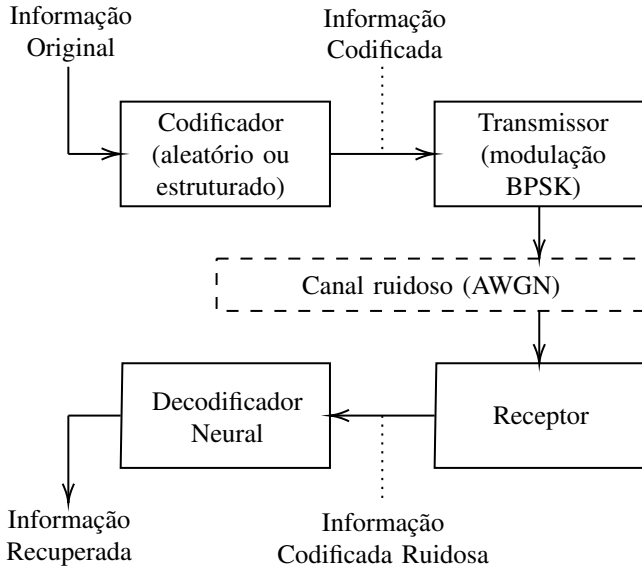 Informação
Original
Informação
Codificada
Codificador
(aleatório ou
estruturado)
Transmissor
(modulação
BPSK)
Canal ruidoso (AWGN)
Decodificador
Neural
Receptor
Informação
Recuperada
Informação
Codificada Ruidosa